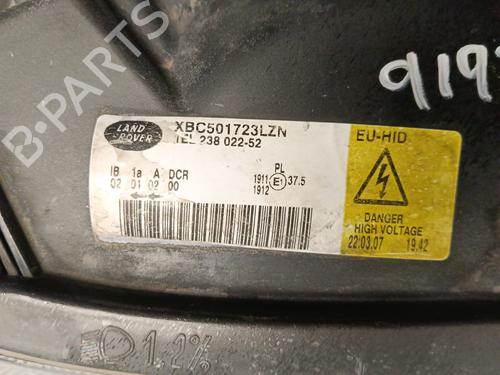 9193
LAND ROVER
XBC501723LZN
TEL 238 022-52
IB 1a A DCR
02 01 02 00
PL
1911 E1 37.5
1912
EU-HID
DANGER
HIGH VOLTAGE
22.03.07 19.42
1,2%
B-PARTS